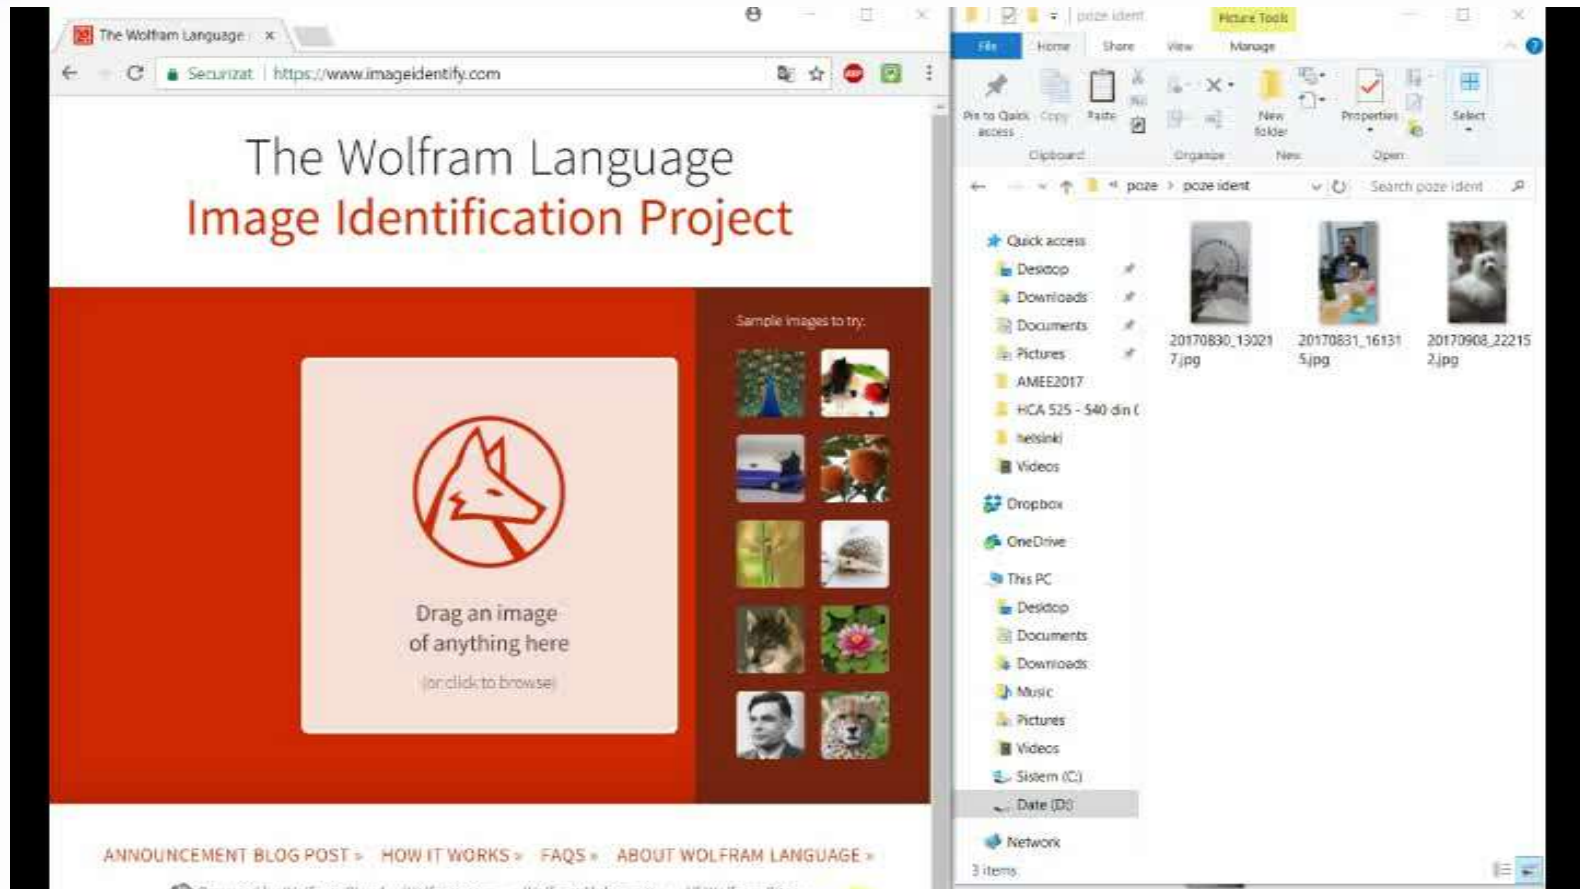 The Wolfram Language
Securizat
https://www.imageidentify.com
The Wolfram Language
Image Identification Project
Sample images to try:
Drag an image
of anything here
(or click to browse)
ANNOUNCEMENT BLOG POST »
HOW IT WORKS »
FAQS »
ABOUT WOLFRAM LANGUAGE »
poze ident
Picture Tools
File
Home
Share
View
Manage
Pin to Quick
access
Copy
Paste
New
folder
Properties
Select
Clipboard
Organize
New
Open
poze > poze ident
Search poze ident
Quick access
Desktop
Downloads
Documents
Pictures
AMEE2017
HCA 525 - 540 din
helsinki
Videos
Dropbox
OneDrive
This PC
Desktop
Documents
Downloads
Music
Pictures
Videos
Sistem (C:)
Date (D:)
Network
20170830_13021
7.jpg
20170831_16131
5.jpg
20170908_22215
2.jpg
3 items